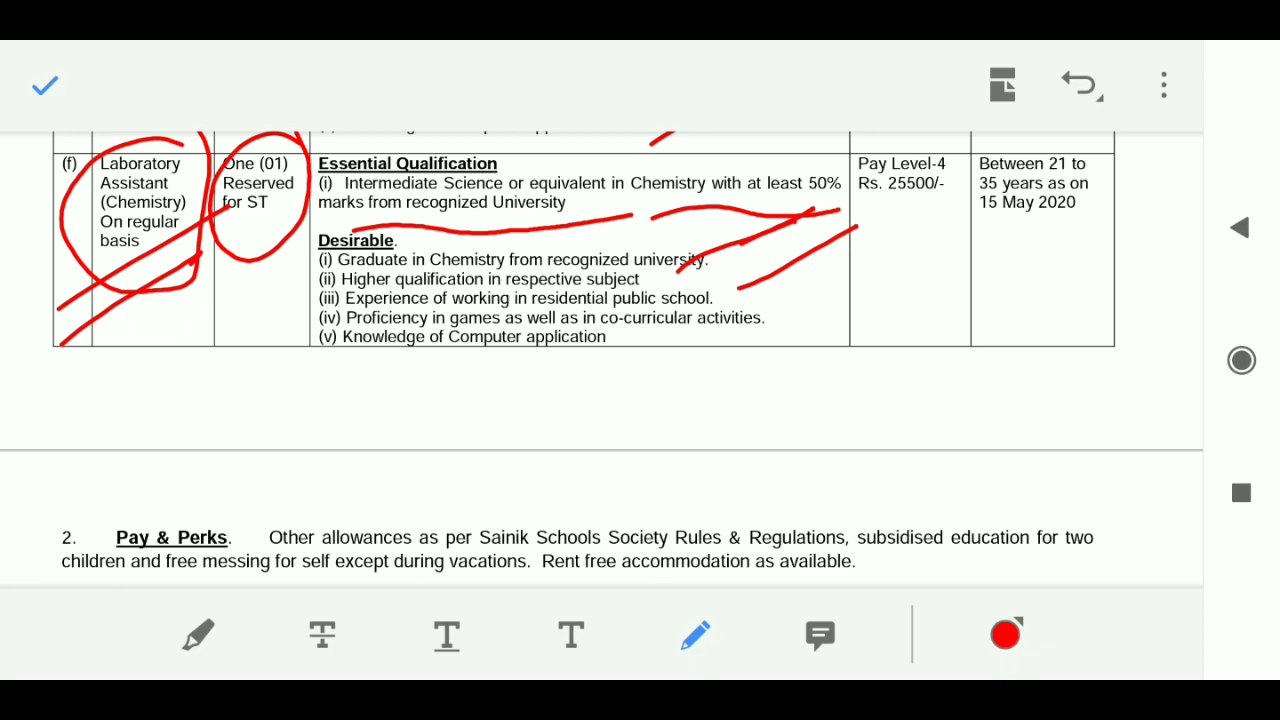 (f)
Laboratory
Assistant
(Chemistry)
On regular
basis
One (01)
Reserved
for ST
Essential Qualification
(i) Intermediate Science or equivalent in Chemistry with at least 50%
marks from recognized University
Desirable.
(i) Graduate in Chemistry from recognized university.
(ii) Higher qualification in respective subject
(iii) Experience of working in residential public school.
(iv) Proficiency in games as well as in co-curricular activities.
(v) Knowledge of Computer application
Pay Level-4
Rs. 25500/-
Between 21 to
35 years as on
15 May 2020
2. Pay & Perks. Other allowances as per Sainik Schools Society Rules & Regulations, subsidised education for two
children and free messing for self except during vacations. Rent free accommodation as available.
T
T
T